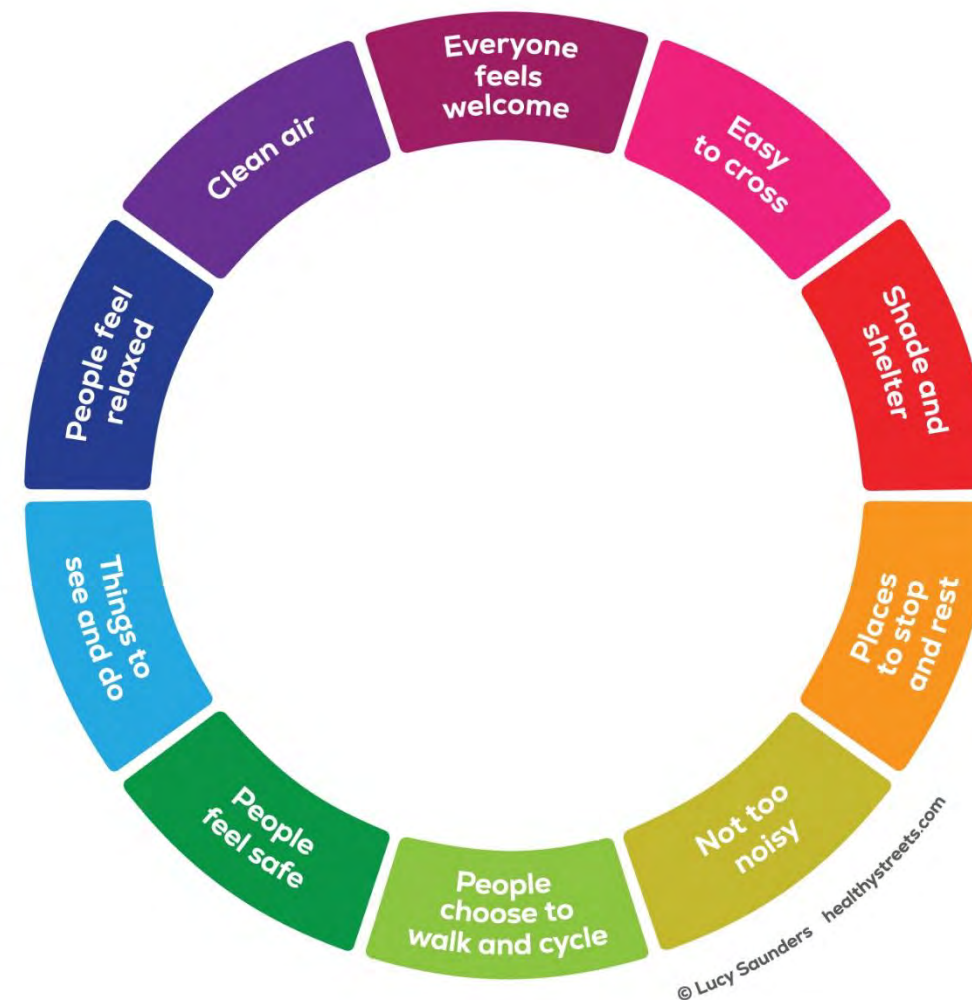 Everyone
feels
welcome
Easy
to cross
Shade and
shelter
Places
to stop
and rest
Not too
noisy
People
choose to
walk and cycle
People
feel safe
Things to
see and do
People feel
relaxed
Clean air
© Lucy Saunders healthystreets.com